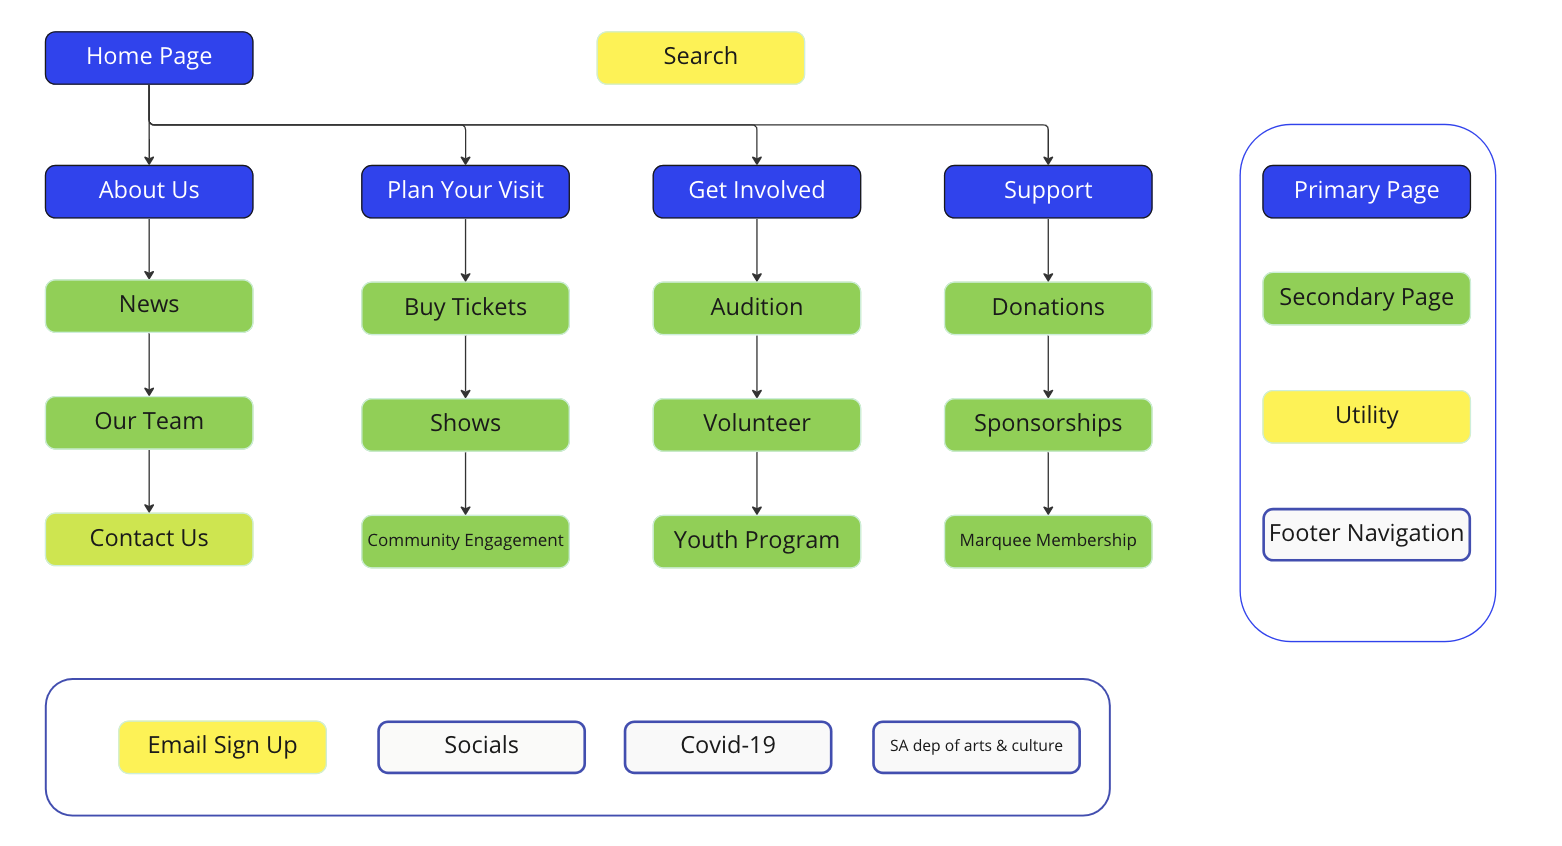 Home Page
Search
About Us
Plan Your Visit
Get Involved
Support
Primary Page
News
Buy Tickets
Audition
Donations
Secondary Page
Our Team
Shows
Volunteer
Sponsorships
Utility
Contact Us
Community Engagement
Youth Program
Marquee Membership
Footer Navigation
Email Sign Up
Socials
Covid-19
SA dep of arts & culture